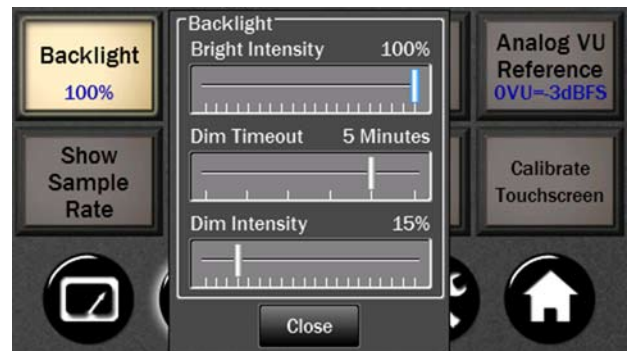 Backlight
100%
Show
Sample
Rate
Backlight
Bright Intensity 100%
Dim Timeout 5 Minutes
Dim Intensity 15%
Close
Analog VU
Reference
0VU=-3dBFS
Calibrate
Touchscreen